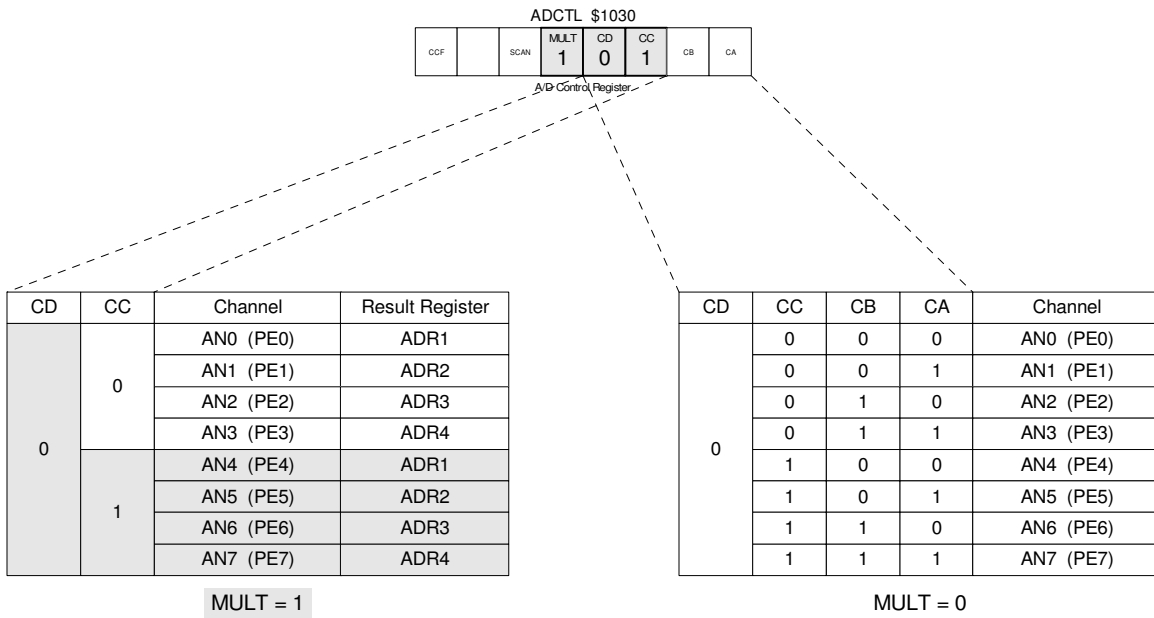 ADCTL $1030
CCF SCAN MULT CD CC CB CA
1 0 1
A/D Control Register
CD CC Channel Result Register
0 0 AN0 (PE0) ADR1
AN1 (PE1) ADR2
AN2 (PE2) ADR3
AN3 (PE3) ADR4
1 AN4 (PE4) ADR1
AN5 (PE5) ADR2
AN6 (PE6) ADR3
AN7 (PE7) ADR4
MULT = 1
CD CC CB CA Channel
0 0 0 0 AN0 (PE0)
0 0 1 AN1 (PE1)
0 1 0 AN2 (PE2)
0 1 1 AN3 (PE3)
1 0 0 AN4 (PE4)
1 0 1 AN5 (PE5)
1 1 0 AN6 (PE6)
1 1 1 AN7 (PE7)
MULT = 0